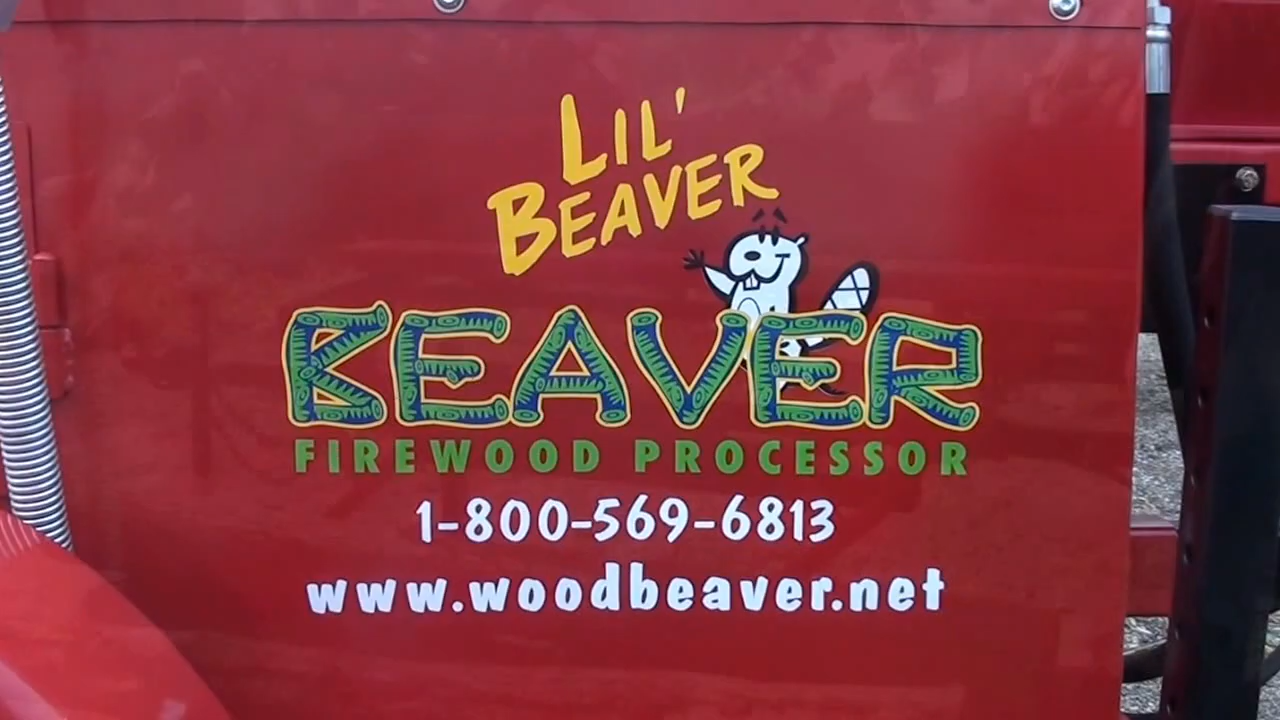 LIL'
BEAVER
BEAVER
FIREWOOD PROCESSOR
1-800-569-6813
www.woodbeaver.net